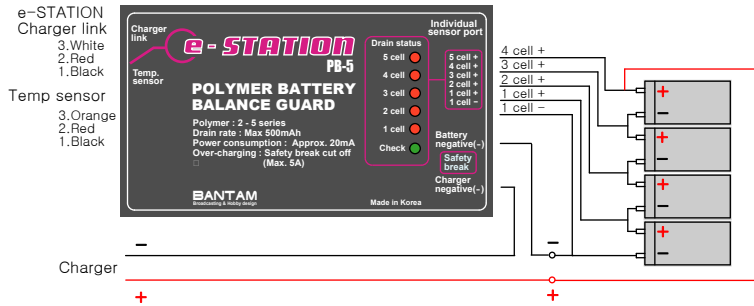 e-STATION
Charger link
3.White
2.Red
1.Black
Temp sensor
3.Orange
2.Red
1.Black
Charger
link
Temp.
sensor
e - STATION
PB-5
POLYMER BATTERY
BALANCE GUARD
Polymer : 2 - 5 series
Drain rate : Max 500mAh
Power consumption : Approx. 20mA
Over-charging : Safety break cut off
(Max. 5A)
BANTAM
Broadcasting & Hobby design
Made in Korea
Drain status
5 cell
4 cell
3 cell
2 cell
1 cell
Check
Individual
sensor port
5 cell +
4 cell +
3 cell +
2 cell +
1 cell +
1 cell −
Battery
negative(-)
Safety
break
Charger
negative(-)
4 cell +
3 cell +
2 cell +
1 cell +
1 cell −
+
−
+
−
+
−
+
−
−
−
Charger
+
+